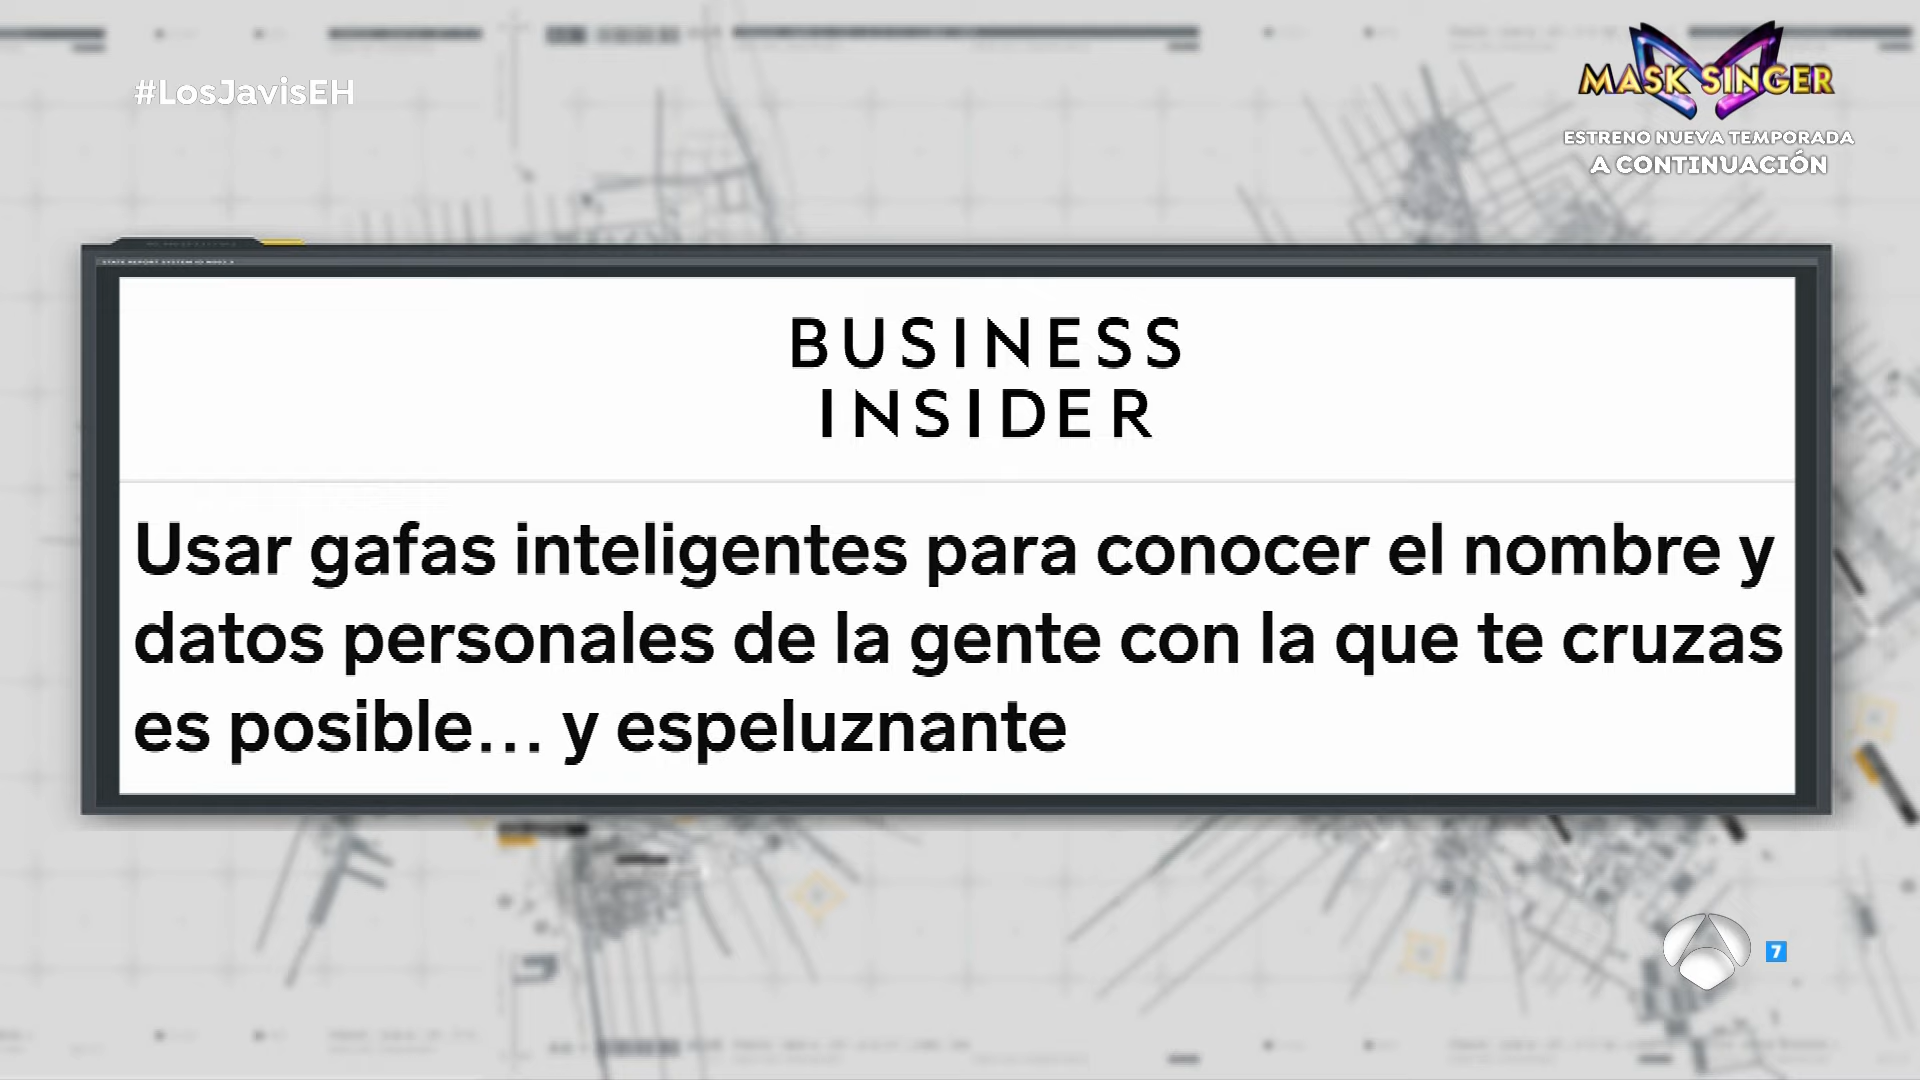 #LosJavisEH
MASK SINGER
ESTRENO NUEVA TEMPORADA
A CONTINUACIÓN
BUSINESS
INSIDER
Usar gafas inteligentes para conocer el nombre y
datos personales de la gente con la que te cruzas
es posible... y espeluznante
7